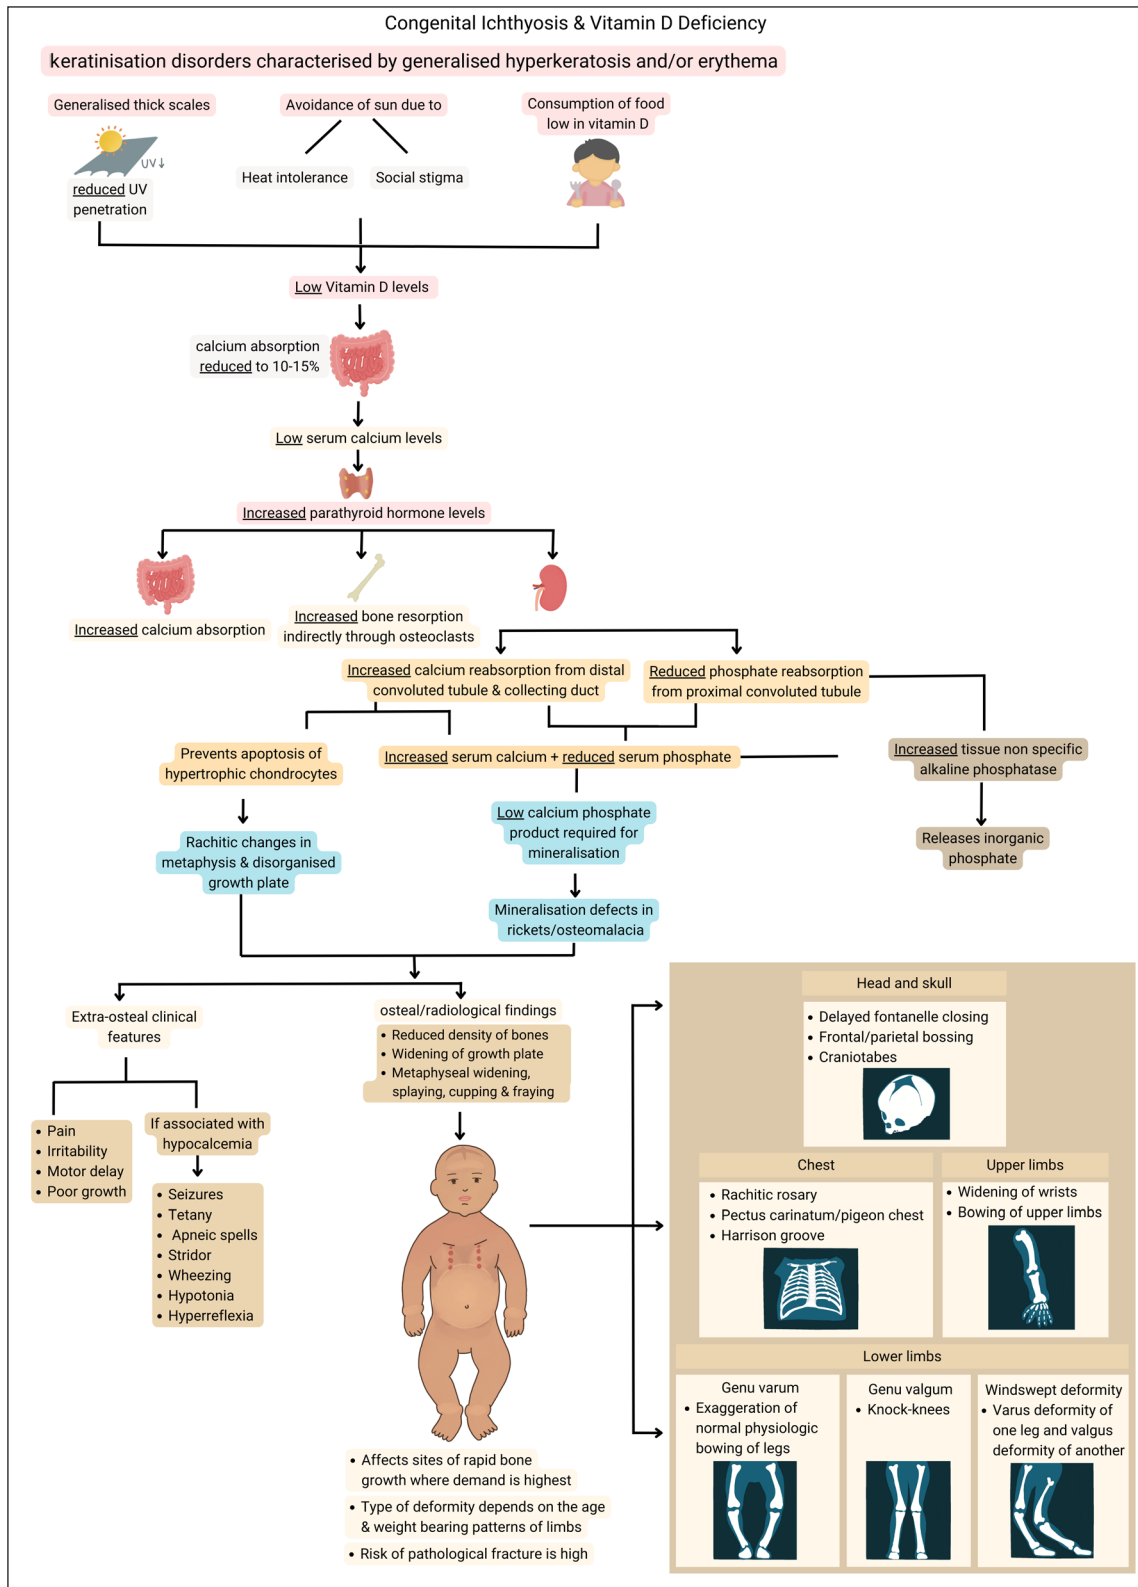 Congenital Ichthyosis & Vitamin D Deficiency
keratinisation disorders characterised by generalised hyperkeratosis and/or erythema
Generalised thick scales
Avoidance of sun due to
Consumption of food
low in vitamin D
UV↓
reduced UV
penetration
Heat intolerance
Social stigma
Low Vitamin D levels
calcium absorption
reduced to 10-15%
Low serum calcium levels
Increased parathyroid hormone levels
Increased calcium absorption
Increased bone resorption
indirectly through osteoclasts
Increased calcium reabsorption from distal
convoluted tubule & collecting duct
Reduced phosphate reabsorption
from proximal convoluted tubule
Prevents apoptosis of
hypertrophic chondrocytes
Increased serum calcium + reduced serum phosphate
Increased tissue non specific
alkaline phosphatase
Low calcium phosphate
product required for
mineralisation
Releases inorganic
phosphate
Rachitic changes in
metaphysis & disorganised
growth plate
Mineralisation defects in
rickets/osteomalacia
Extra-osteal clinical
features
• Pain
• Irritability
• Motor delay
• Poor growth
If associated with
hypocalcemia
• Seizures
• Tetany
• Apneic spells
• Stridor
• Wheezing
• Hypotonia
• Hyperreflexia
osteal/radiological findings
• Reduced density of bones
• Widening of growth plate
• Metaphyseal widening,
splaying, cupping & fraying
• Affects sites of rapid bone
growth where demand is highest
• Type of deformity depends on the age
& weight bearing patterns of limbs
• Risk of pathological fracture is high
Head and skull
• Delayed fontanelle closing
• Frontal/parietal bossing
• Craniotabes
Chest
• Rachitic rosary
• Pectus carinatum/pigeon chest
• Harrison groove
Upper limbs
• Widening of wrists
• Bowing of upper limbs
Lower limbs
Genu varum
• Exaggeration of
normal physiologic
bowing of legs
Genu valgum
• Knock-knees
Windswept deformity
• Varus deformity of
one leg and valgus
deformity of another